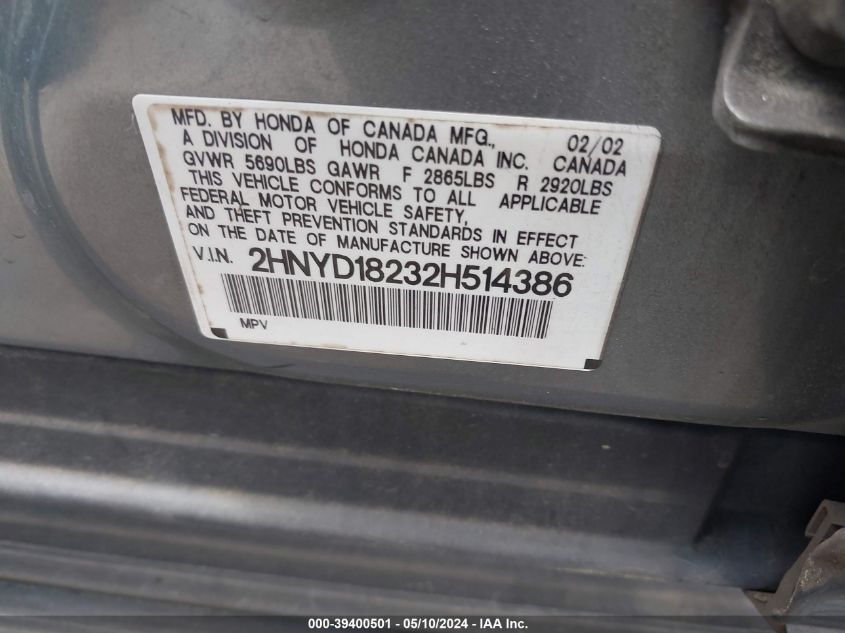 MFD. BY HONDA OF CANADA MFG., 02/02
A DIVISION OF HONDA CANADA INC. CANADA
GVWR 5690LBS GAWR F 2865LBS R 2920LBS
THIS VEHICLE CONFORMS TO ALL APPLICABLE
FEDERAL MOTOR VEHICLE SAFETY,
AND THEFT PREVENTION STANDARDS IN EFFECT
ON THE DATE OF MANUFACTURE SHOWN ABOVE:
V.I.N. 2HNYD18232H514386
MPV
000-39400501 — 05/10/2024 — IAA Inc.